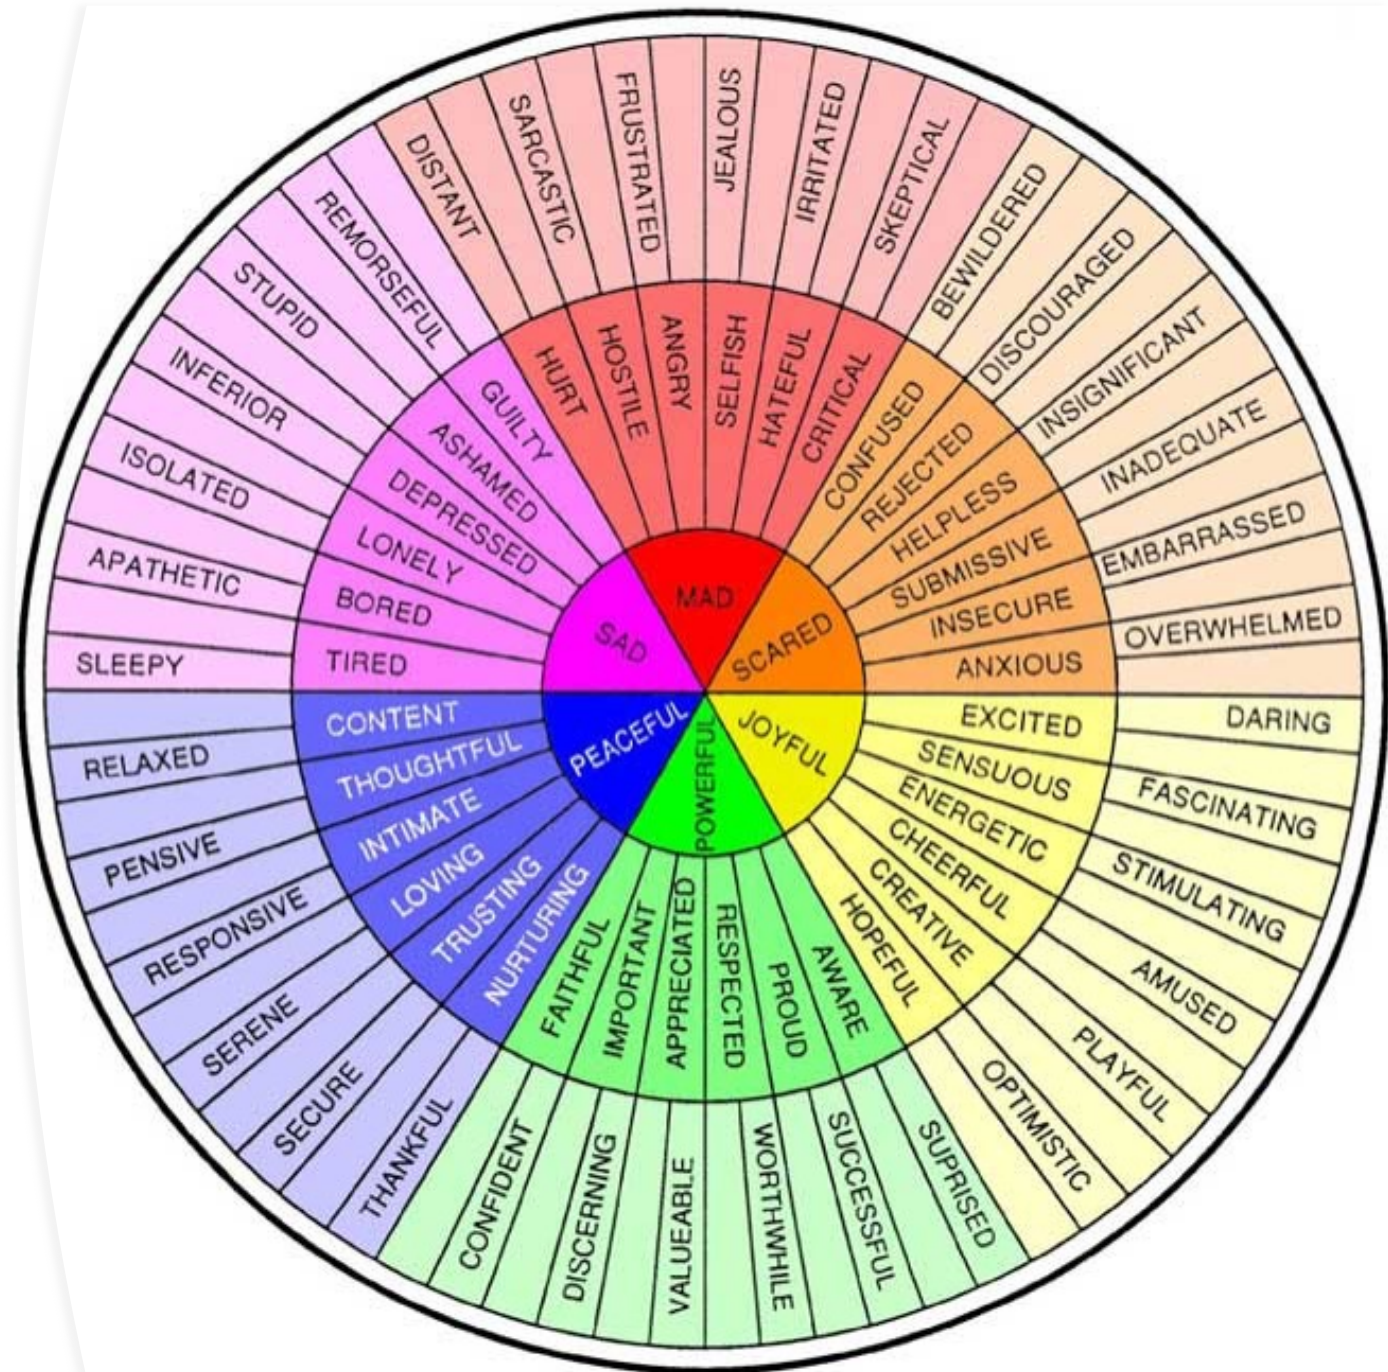 MAD
SCARED
JOYFUL
POWERFUL
PEACEFUL
SAD
HURT
HOSTILE
ANGRY
SELFISH
HATEFUL
CRITICAL
CONFUSED
REJECTED
HELPLESS
SUBMISSIVE
INSECURE
ANXIOUS
EXCITED
SENSUOUS
ENERGETIC
CHEERFUL
CREATIVE
HOPEFUL
AWARE
PROUD
RESPECTED
APPRECIATED
IMPORTANT
FAITHFUL
NURTURING
TRUSTING
LOVING
INTIMATE
THOUGHTFUL
CONTENT
TIRED
BORED
LONELY
DEPRESSED
ASHAMED
GUILTY
DISTANT
SARCASTIC
FRUSTRATED
JEALOUS
IRRITATED
SKEPTICAL
BEWILDERED
DISCOURAGED
INSIGNIFICANT
INADEQUATE
EMBARRASSED
OVERWHELMED
DARING
FASCINATING
STIMULATING
AMUSED
PLAYFUL
OPTIMISTIC
SUPRISED
SUCCESSFUL
WORTHWHILE
VALUEABLE
DISCERNING
CONFIDENT
THANKFUL
SECURE
SERENE
RESPONSIVE
PENSIVE
RELAXED
SLEEPY
APATHETIC
ISOLATED
INFERIOR
STUPID
REMORSEFUL